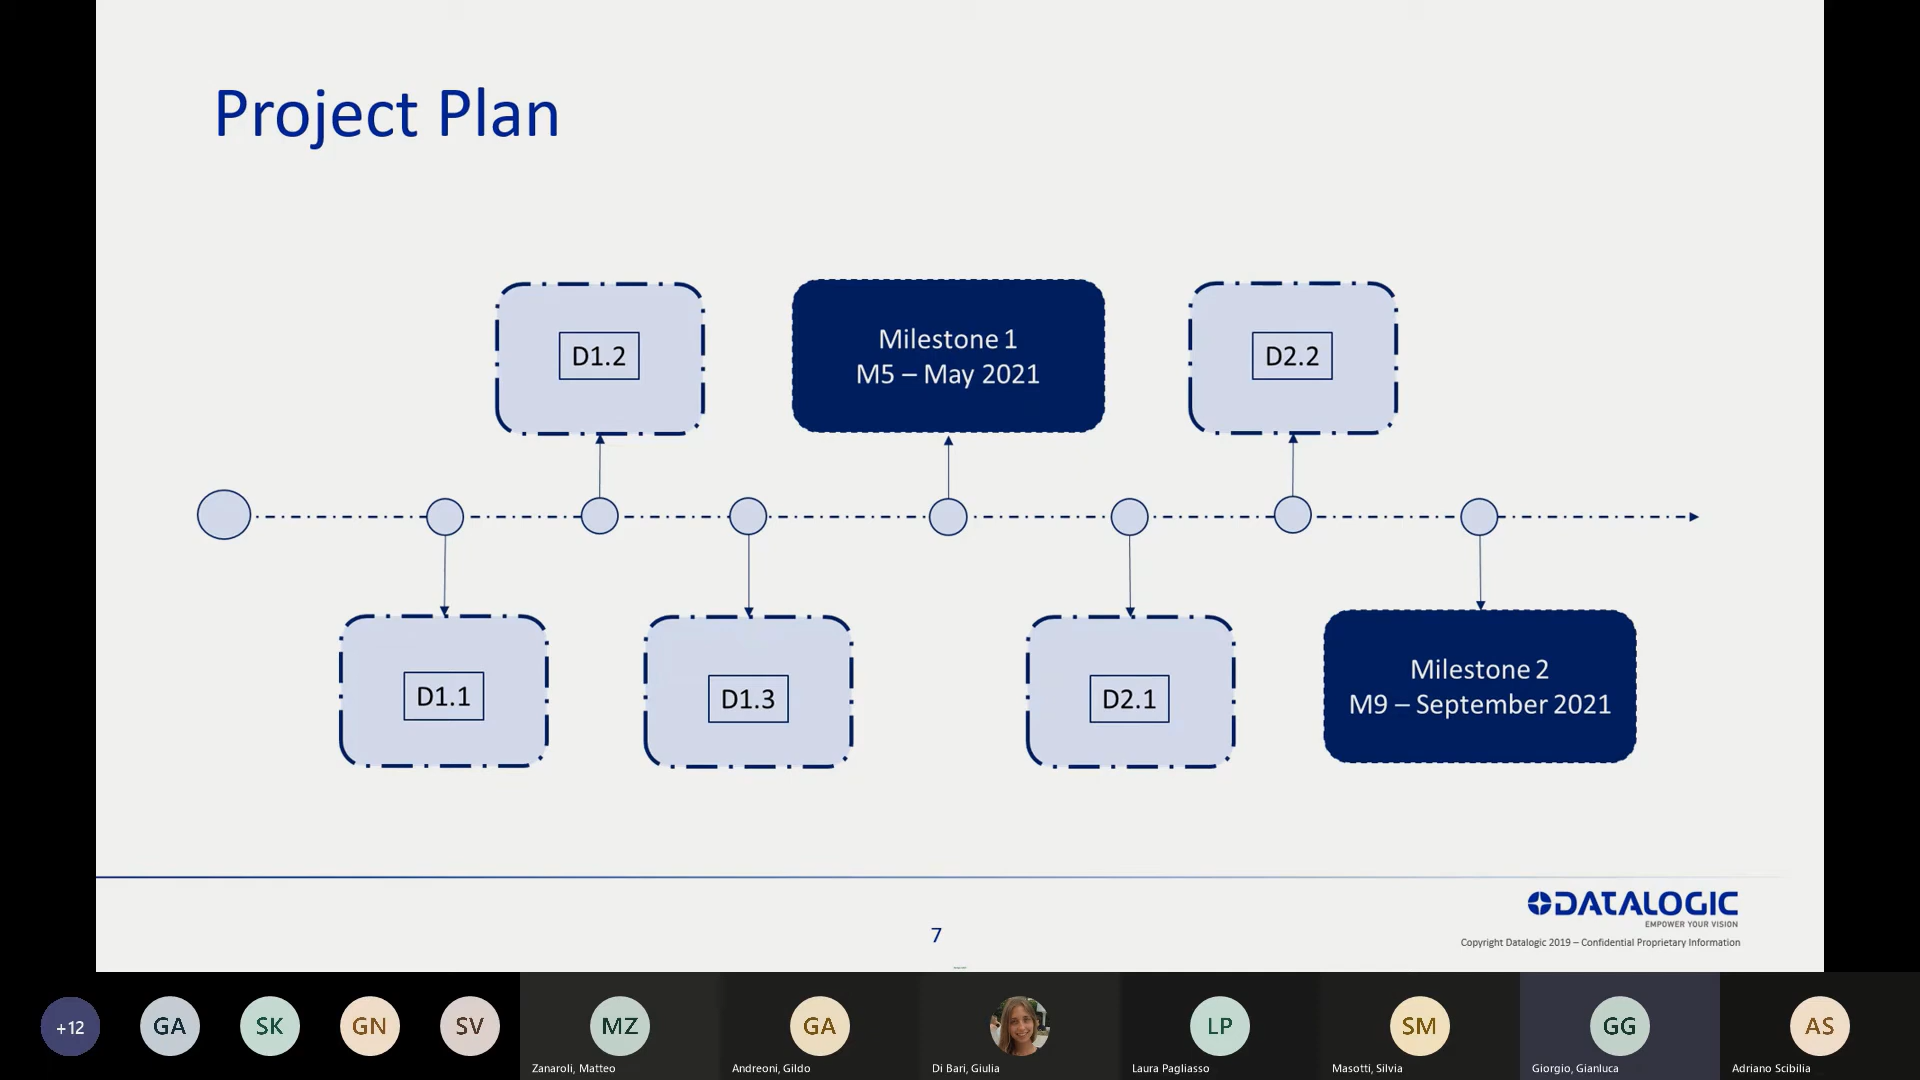 Project Plan
D1.2
Milestone 1
M5 – May 2021
D2.2
D1.1
D1.3
D2.1
Milestone 2
M9 – September 2021
DATALOGIC
EMPOWER YOUR VISION
7
Copyright Datalogic 2019 – Confidential Proprietary Information
+12
GA
SK
GN
SV
MZ
GA
LP
SM
GG
AS
Zanaroli, Matteo
Andreoni, Gildo
Di Bari, Giulia
Laura Pagliasso
Masotti, Silvia
Giorgio, Gianluca
Adriano Scibilia